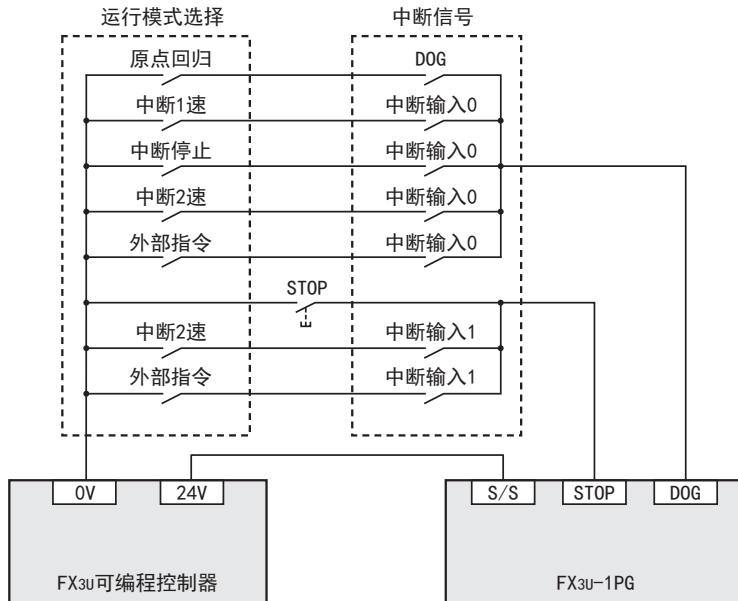 运行模式选择 中断信号
原点回归 DOG
中断1速 中断输入0
中断停止 中断输入0
中断2速 中断输入0
外部指令 中断输入0
STOP
中断2速 中断输入1
外部指令 中断输入1
0V 24V S/S STOP DOG
FX3U可编程控制器 FX3U-1PG